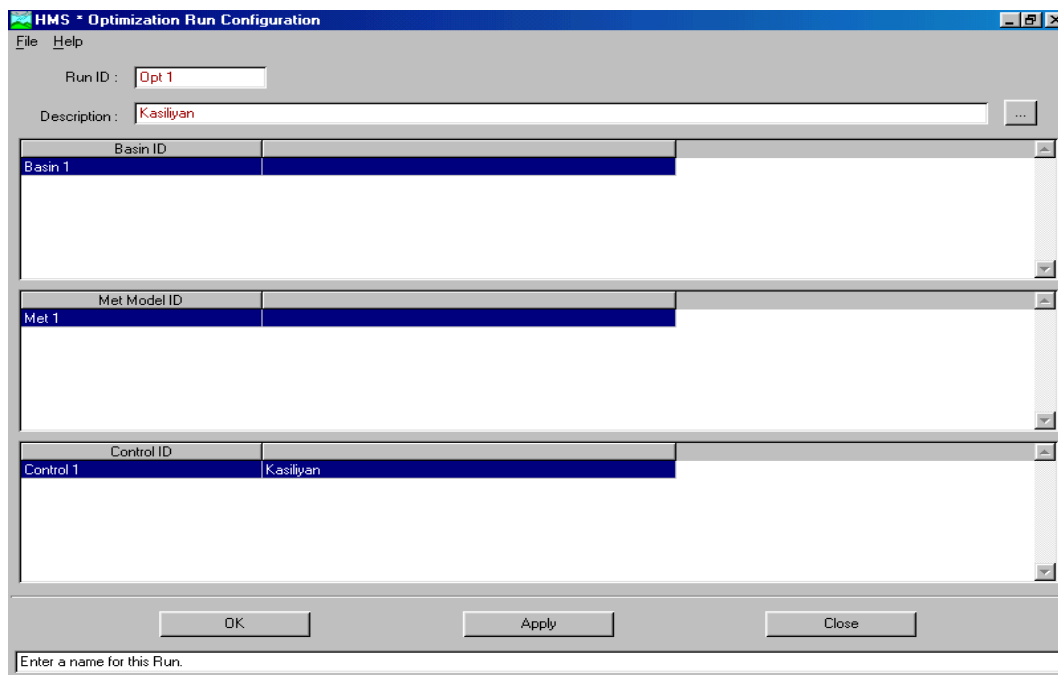 HMS * Optimization Run Configuration
File Help
Run ID : Opt 1
Description : Kasiliyan ...
Basin ID
Basin 1
Met Model ID
Met 1
Control ID
Control 1 Kasiliyan
OK Apply Close
Enter a name for this Run.